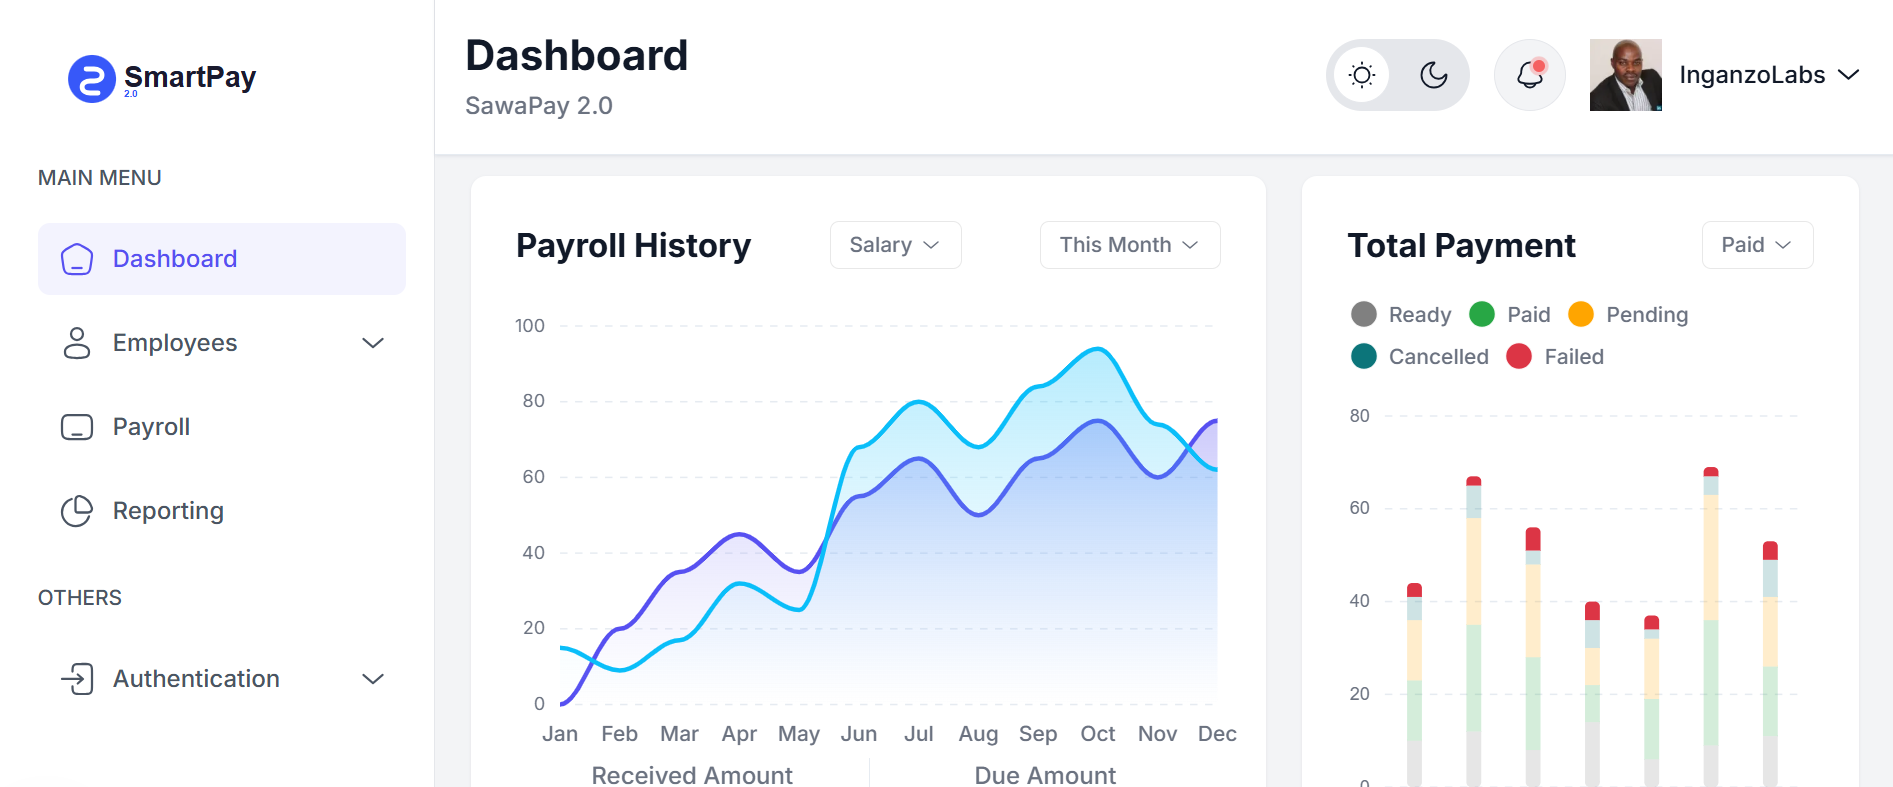 SmartPay
2.0
MAIN MENU
Dashboard
Employees
Payroll
Reporting
OTHERS
Authentication
Dashboard
SawaPay 2.0
InganzoLabs
Payroll History
Salary
This Month
100
80
60
40
20
0
Jan Feb Mar Apr May Jun Jul Aug Sep Oct Nov Dec
Received Amount
Due Amount
Total Payment
Paid
Ready Paid Pending
Cancelled Failed
80
60
40
20
0